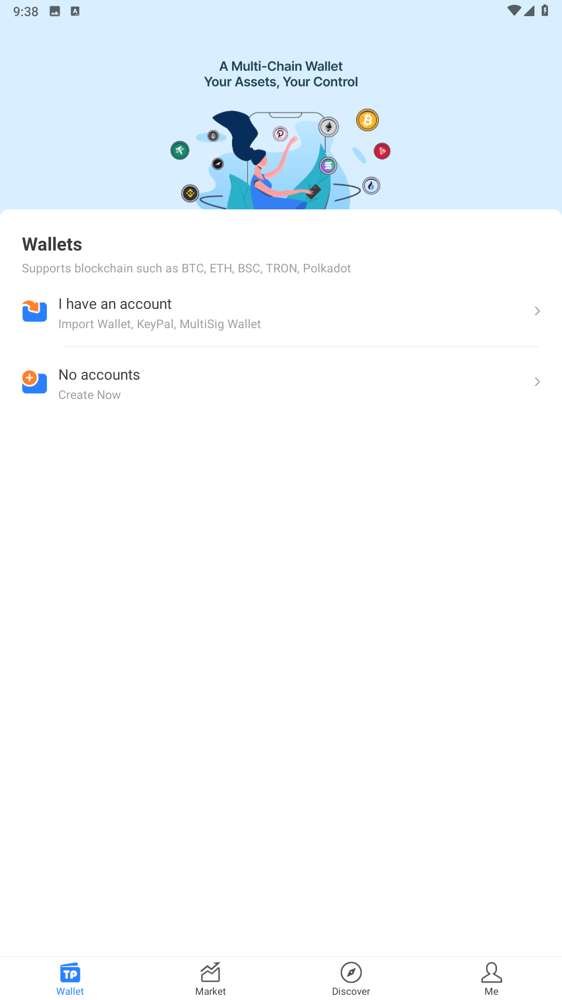 9:38
A Multi-Chain Wallet
Your Assets, Your Control
Wallets
Supports blockchain such as BTC, ETH, BSC, TRON, Polkadot
I have an account
Import Wallet, KeyPal, MultiSig Wallet
No accounts
Create Now
TP
Wallet
Market
Discover
Me